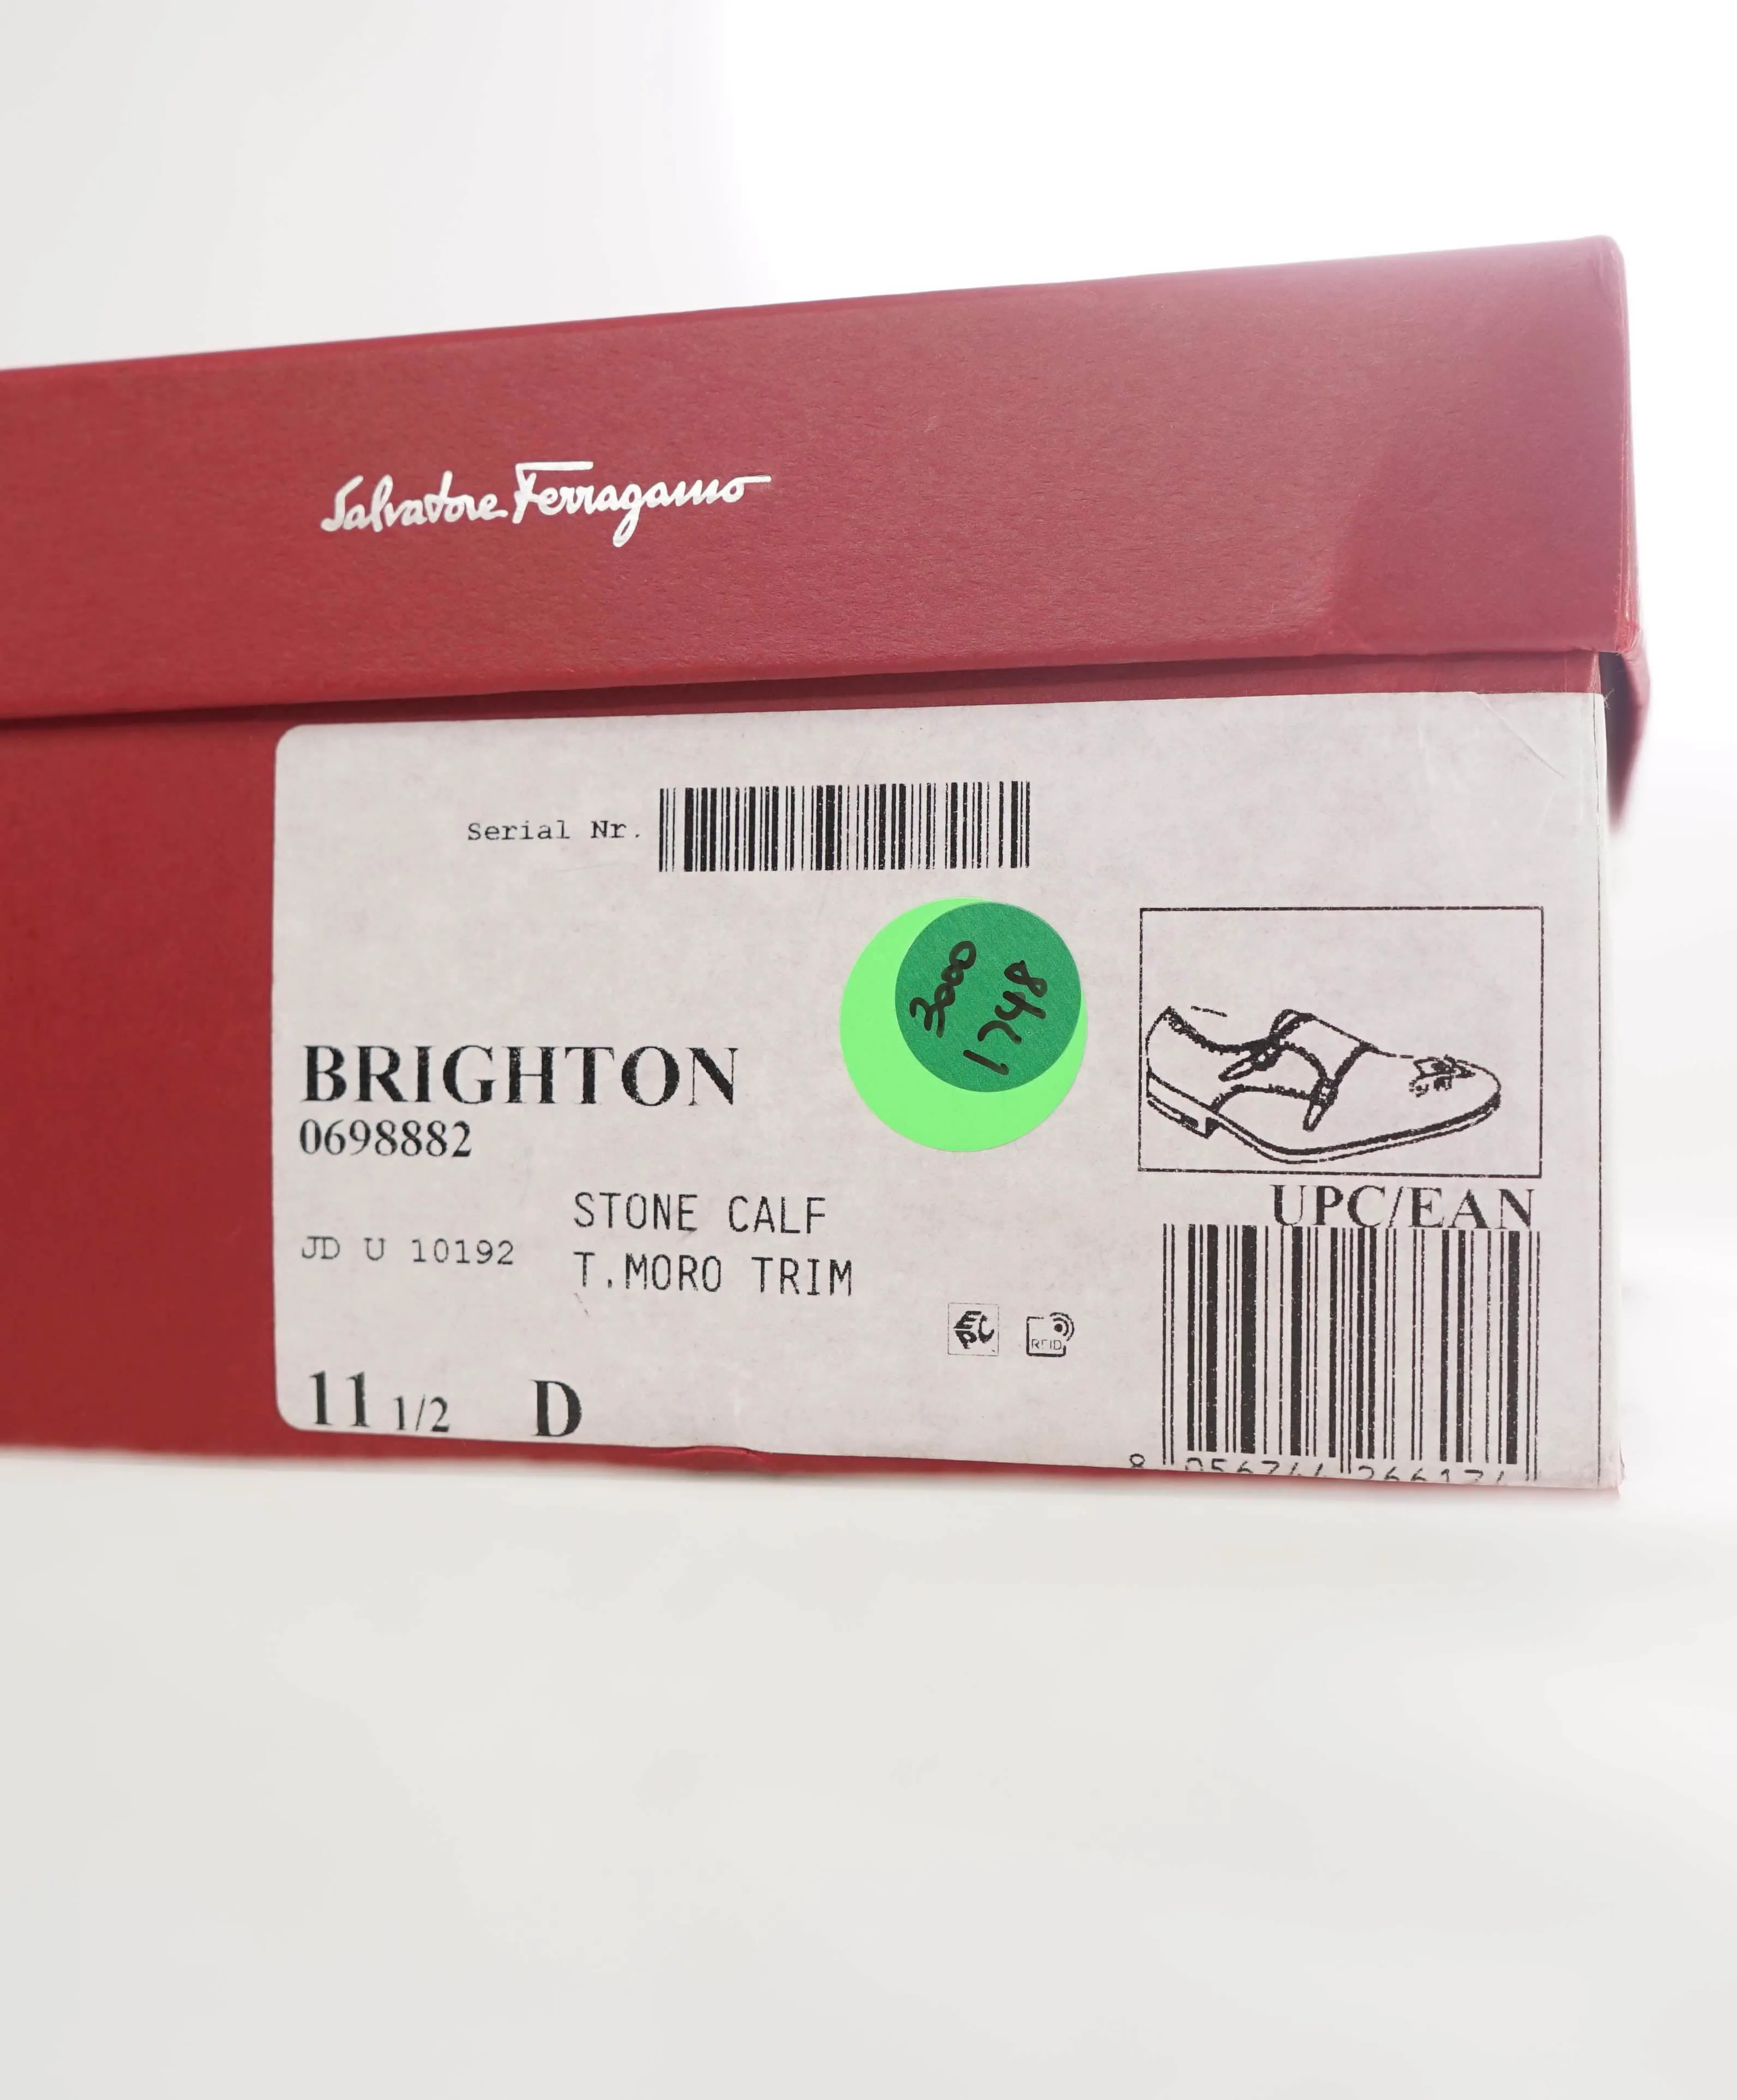 Salvatore Ferragamo
Serial Nr.
3000
1748
BRIGHTON
0698882
UPC/EAN
STONE CALF
JD U 10192
T.MORO TRIM
EPC
RFID
11 1/2 D